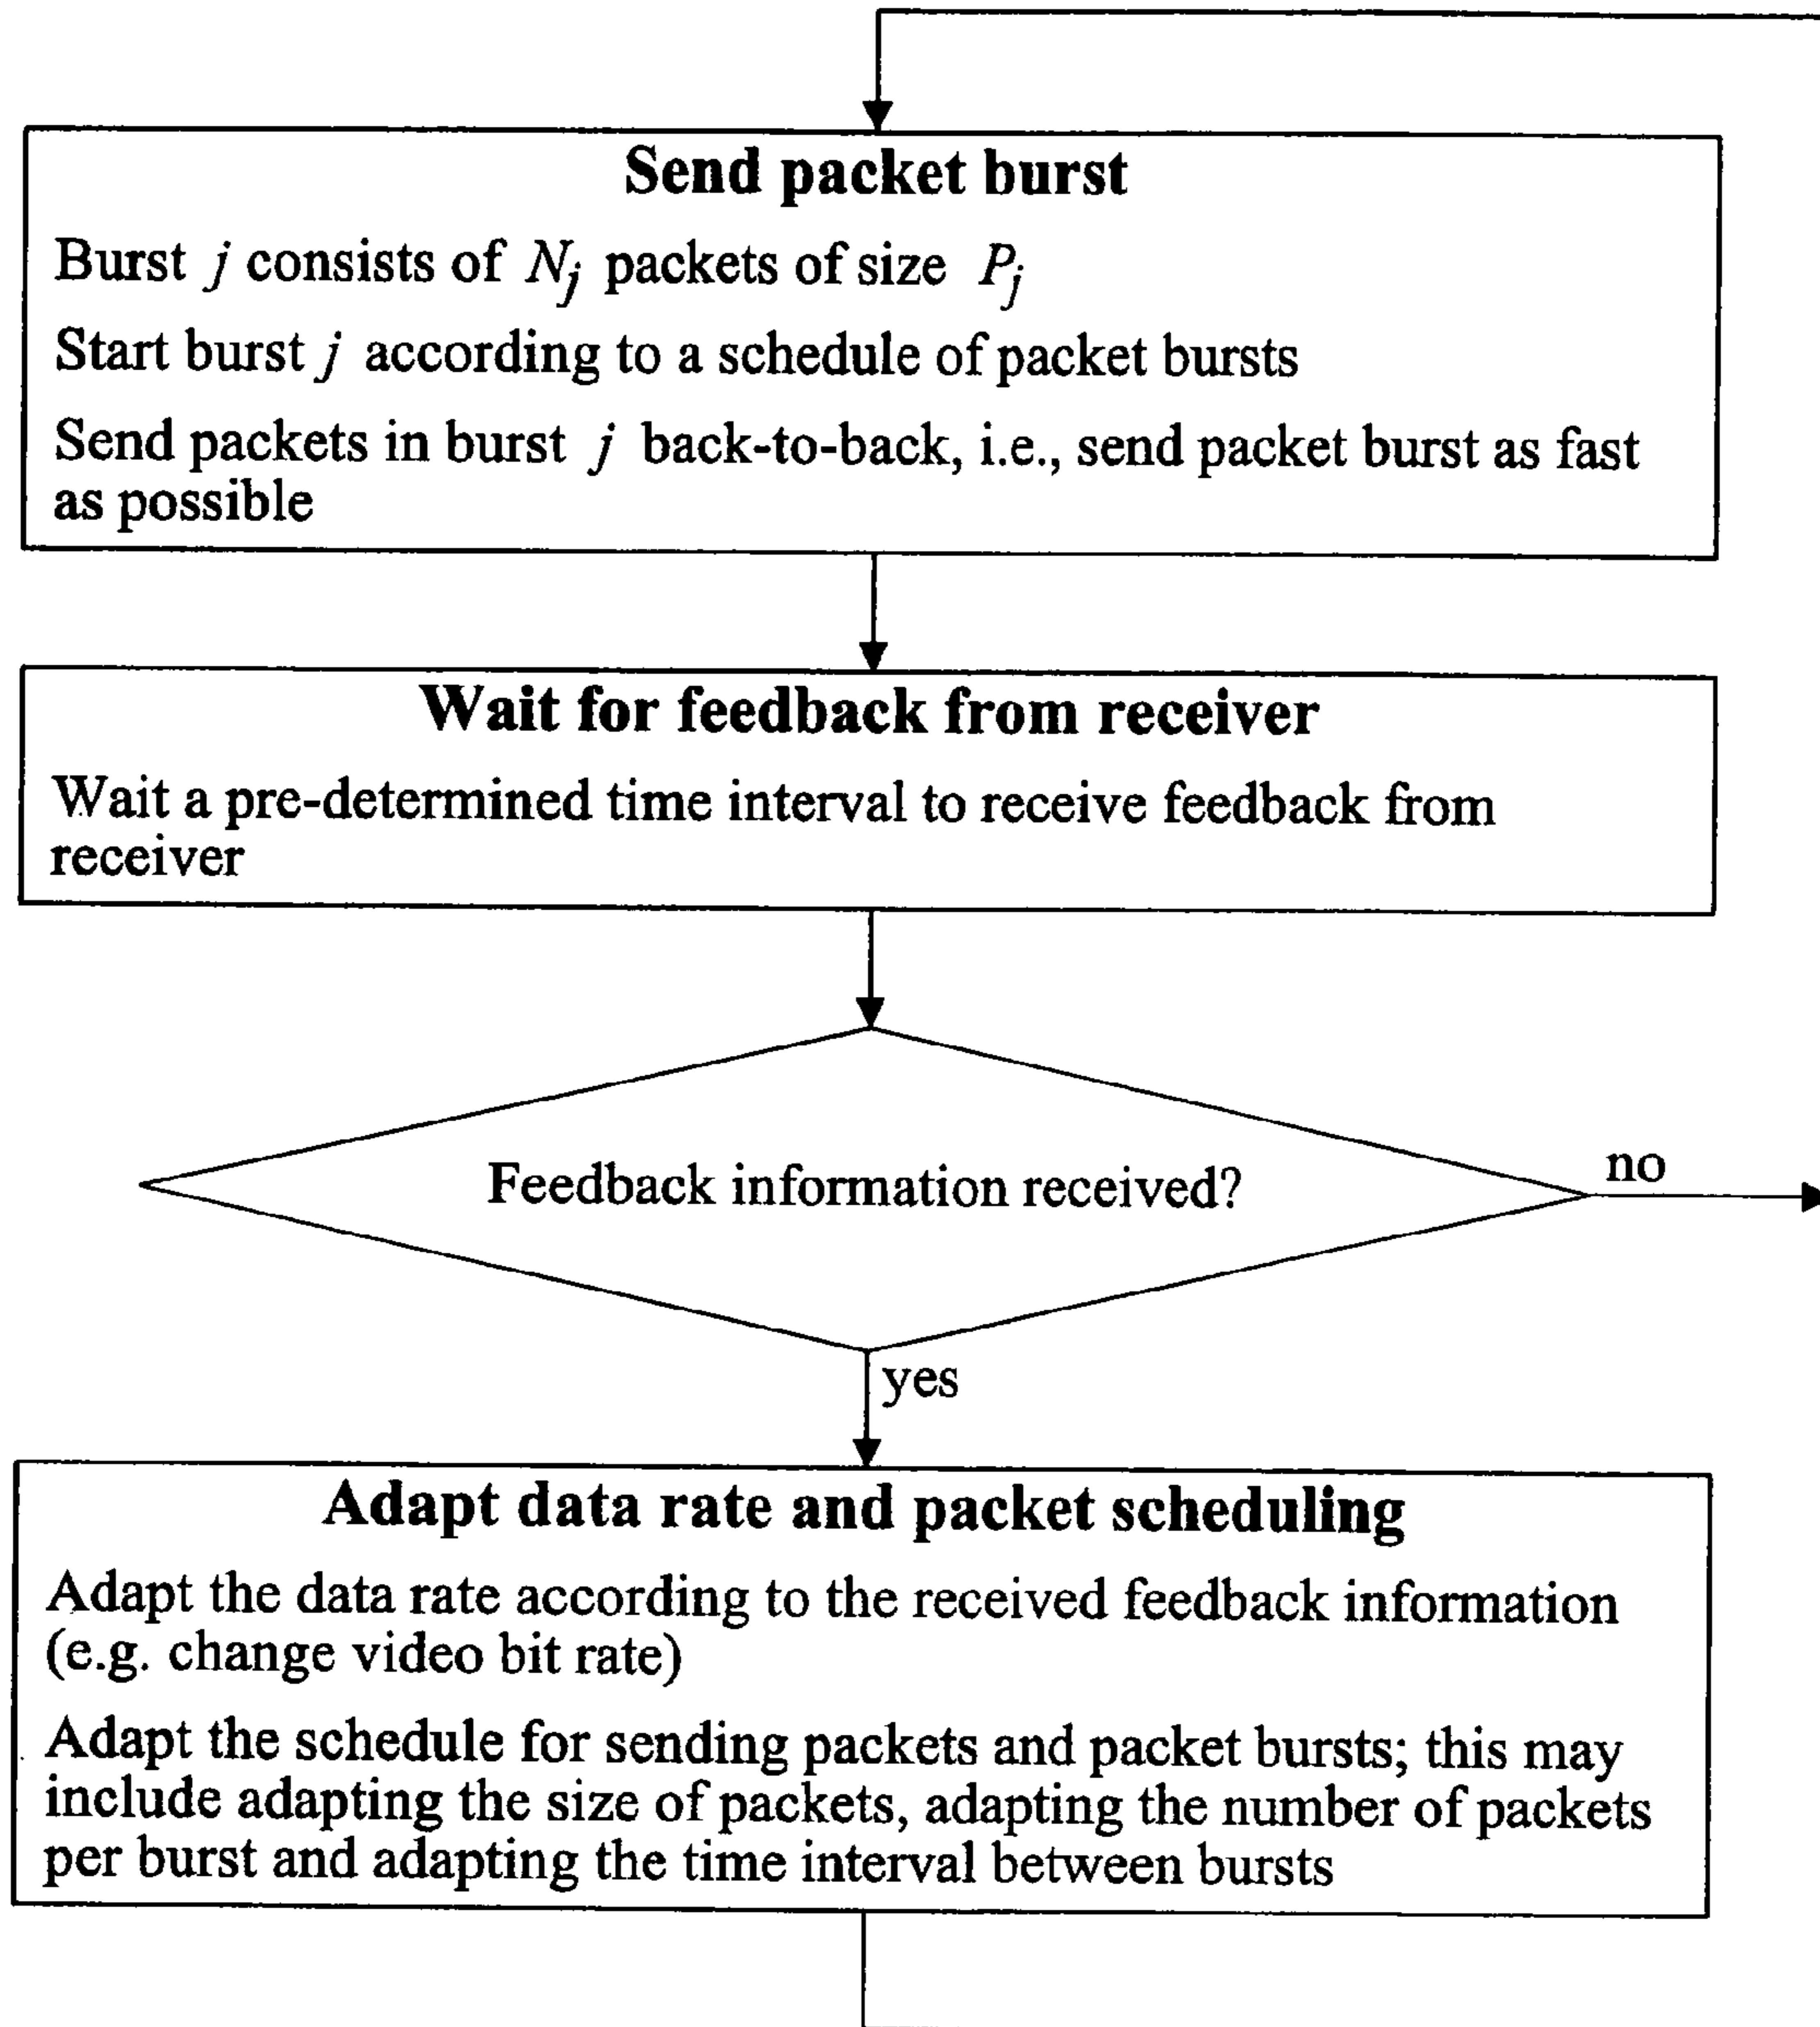 Send packet burst
Burst j consists of Nj packets of size Pj
Start burst j according to a schedule of packet bursts
Send packets in burst j back-to-back, i.e., send packet burst as fast
as possible
Wait for feedback from receiver
Wait a pre-determined time interval to receive feedback from
receiver
Feedback information received?
no
yes
Adapt data rate and packet scheduling
Adapt the data rate according to the received feedback information
(e.g. change video bit rate)
Adapt the schedule for sending packets and packet bursts; this may
include adapting the size of packets, adapting the number of packets
per burst and adapting the time interval between bursts